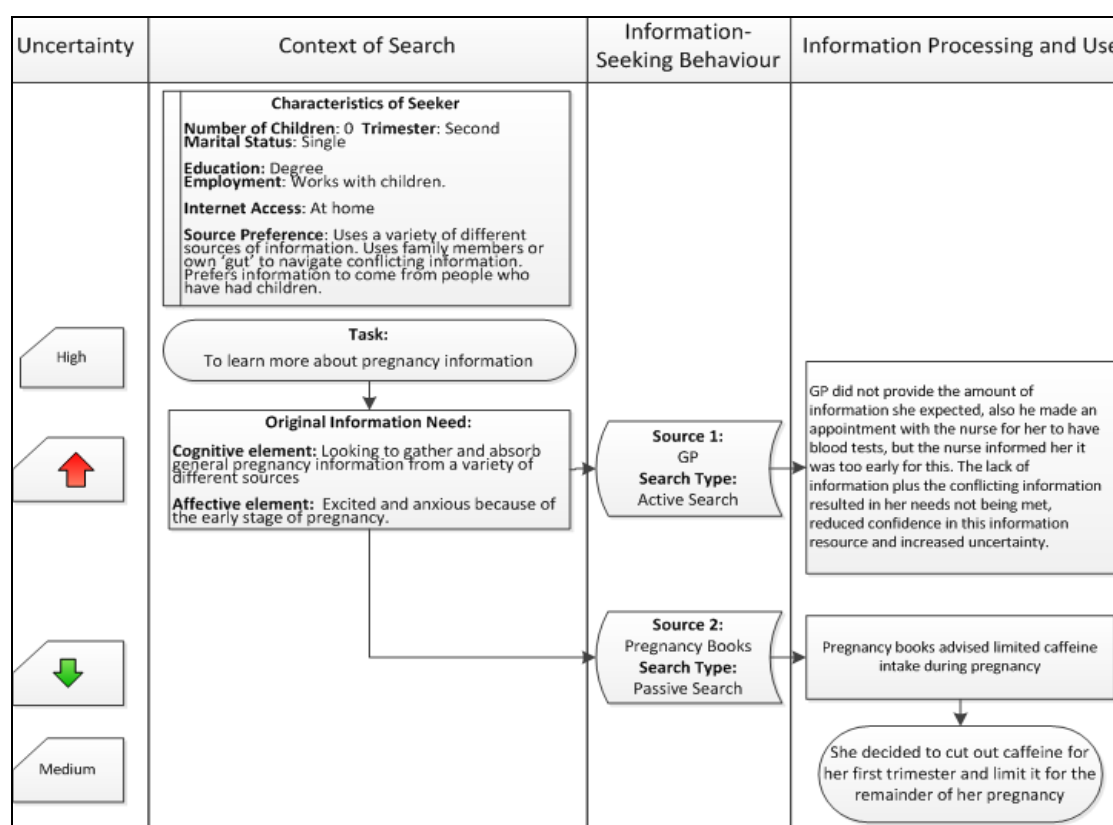 Uncertainty
Context of Search
Information-
Seeking Behaviour
Information Processing and Use
Characteristics of Seeker
Number of Children: 0 Trimester: Second
Marital Status: Single
Education: Degree
Employment: Works with children.
Internet Access: At home
Source Preference: Uses a variety of different
sources of information. Uses family members or
own 'gut' to navigate conflicting information.
Prefers information to come from people who
have had children.
High
Task:
To learn more about pregnancy information
Original Information Need:
Cognitive element: Looking to gather and absorb
general pregnancy information from a variety of
different sources
Affective element: Excited and anxious because of
the early stage of pregnancy.
Source 1:
GP
Search Type:
Active Search
GP did not provide the amount of
information she expected, also he made an
appointment with the nurse for her to have
blood tests, but the nurse informed her it
was too early for this. The lack of
information plus the conflicting information
resulted in her needs not being met,
reduced confidence in this information
resource and increased uncertainty.
Source 2:
Pregnancy Books
Search Type:
Passive Search
Pregnancy books advised limited caffeine
intake during pregnancy
Medium
She decided to cut out caffeine for
her first trimester and limit it for the
remainder of her pregnancy